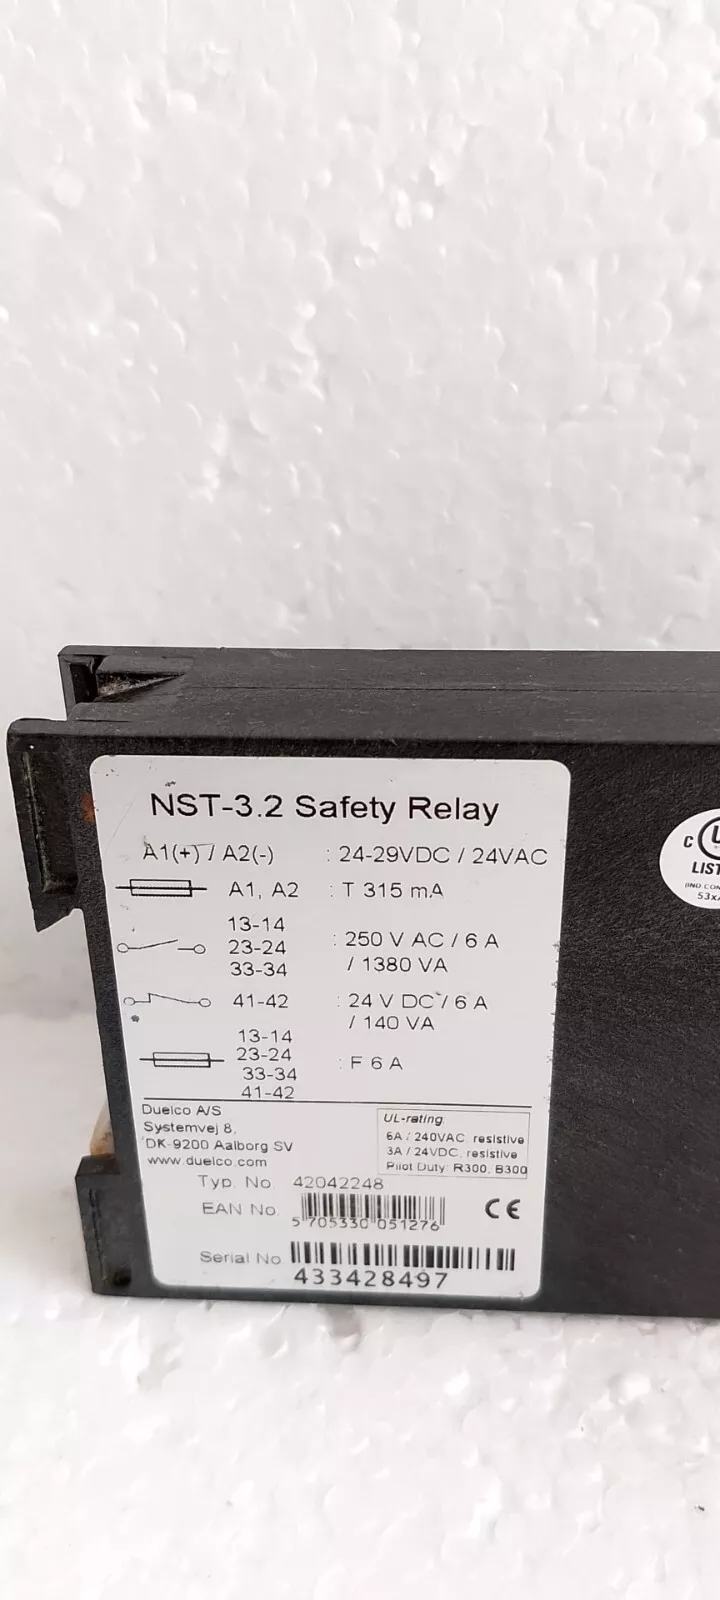 NST-3.2 Safety Relay
A1(+) / A2(-) : 24-29VDC / 24VAC
A1, A2 : T 315 mA
13-14
23-24 : 250 V AC / 6 A
33-34 / 1380 VA
41-42 : 24 V DC / 6 A
/ 140 VA
13-14
23-24
33-34 : F 6 A
41-42
Duelco A/S
Systemvej 8,
DK-9200 Aalborg SV
www.duelco.com
UL-rating
6A / 240VAC, resistive
3A / 24VDC, resistive
Pilot Duty: R300, B300
Typ. No. 42042248
EAN No. 5 705330 051276
CE
Serial No 433428497
C
LIST
IND.CON
53x